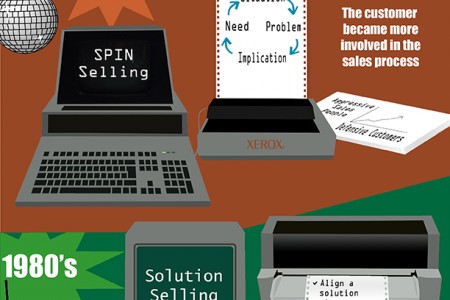 SPIN
Selling
Need
Problem
Implication
The customer
became more
involved in the
sales process
Aggressive
Sales
People
Defensive Customers
XEROX
1980's
Solution
Selling
✓ Align a
solution